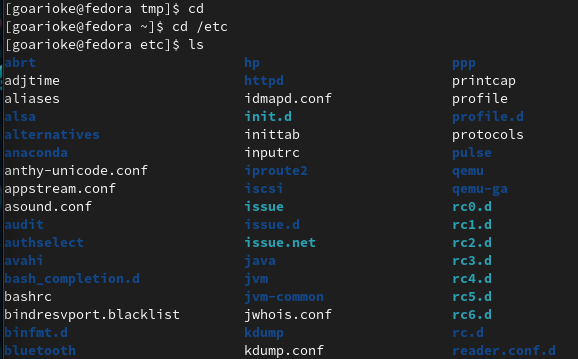 [goarioke@fedora tmp]$ cd
[goarioke@fedora ~]$ cd /etc
[goarioke@fedora etc]$ ls
abrt hp ppp
adjtime httpd printcap
aliases idmapd.conf profile
alsa init.d profile.d
alternatives inittab protocols
anaconda inputrc pulse
anthy-unicode.conf iproute2 qemu
appstream.conf iscsi qemu-ga
asound.conf issue rc0.d
audit issue.d rc1.d
authselect issue.net rc2.d
avahi java rc3.d
bash_completion.d jvm rc4.d
bashrc jvm-common rc5.d
bindresvport.blacklist jwhois.conf rc6.d
binfmt.d kdump rc.d
bluetooth kdump.conf reader.conf.d